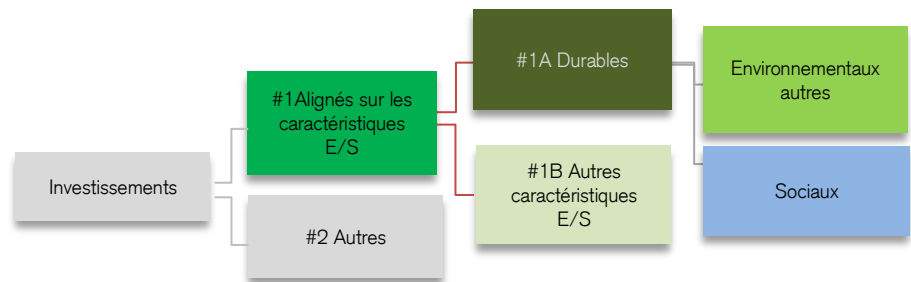 Investissements
#1Alignés sur les
caractéristiques
E/S
#2 Autres
#1A Durables
#1B Autres
caractéristiques
E/S
Environnementaux
autres
Sociaux